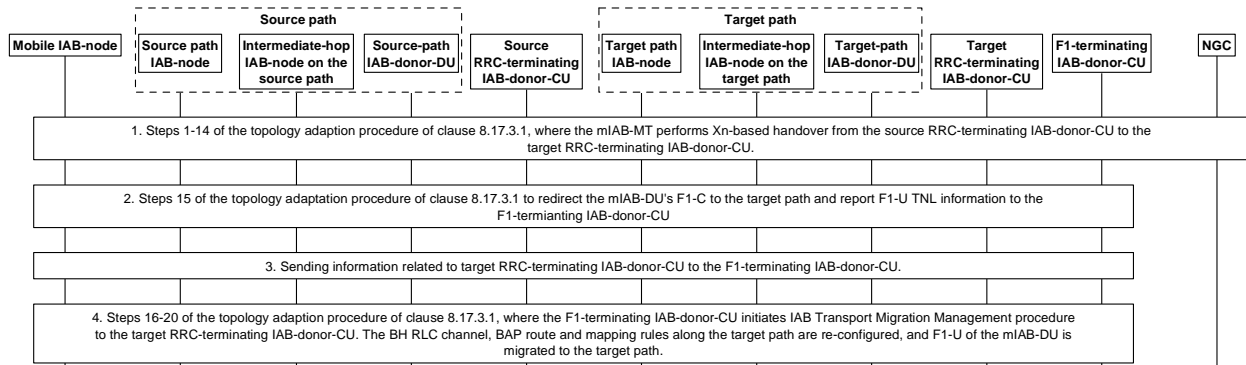 Source path
Target path
Mobile IAB-node
Source path
IAB-node
Intermediate-hop
IAB-node on the
source path
Source-path
IAB-donor-DU
Source
RRC-terminating
IAB-donor-CU
Target path
IAB-node
Intermediate-hop
IAB-node on the
target path
Target-path
IAB-donor-DU
Target
RRC-terminating
IAB-donor-CU
F1-terminating
IAB-donor-CU
NGC
1. Steps 1-14 of the topology adaption procedure of clause 8.17.3.1, where the mIAB-MT performs Xn-based handover from the source RRC-terminating IAB-donor-CU to the
target RRC-terminating IAB-donor-CU.
2. Steps 15 of the topology adaptation procedure of clause 8.17.3.1 to redirect the mIAB-DU's F1-C to the target path and report F1-U TNL information to the
F1-termianting IAB-donor-CU
3. Sending information related to target RRC-terminating IAB-donor-CU to the F1-terminating IAB-donor-CU.
4. Steps 16-20 of the topology adaption procedure of clause 8.17.3.1, where the F1-terminating IAB-donor-CU initiates IAB Transport Migration Management procedure
to the target RRC-terminating IAB-donor-CU. The BH RLC channel, BAP route and mapping rules along the target path are re-configured, and F1-U of the mIAB-DU is
migrated to the target path.